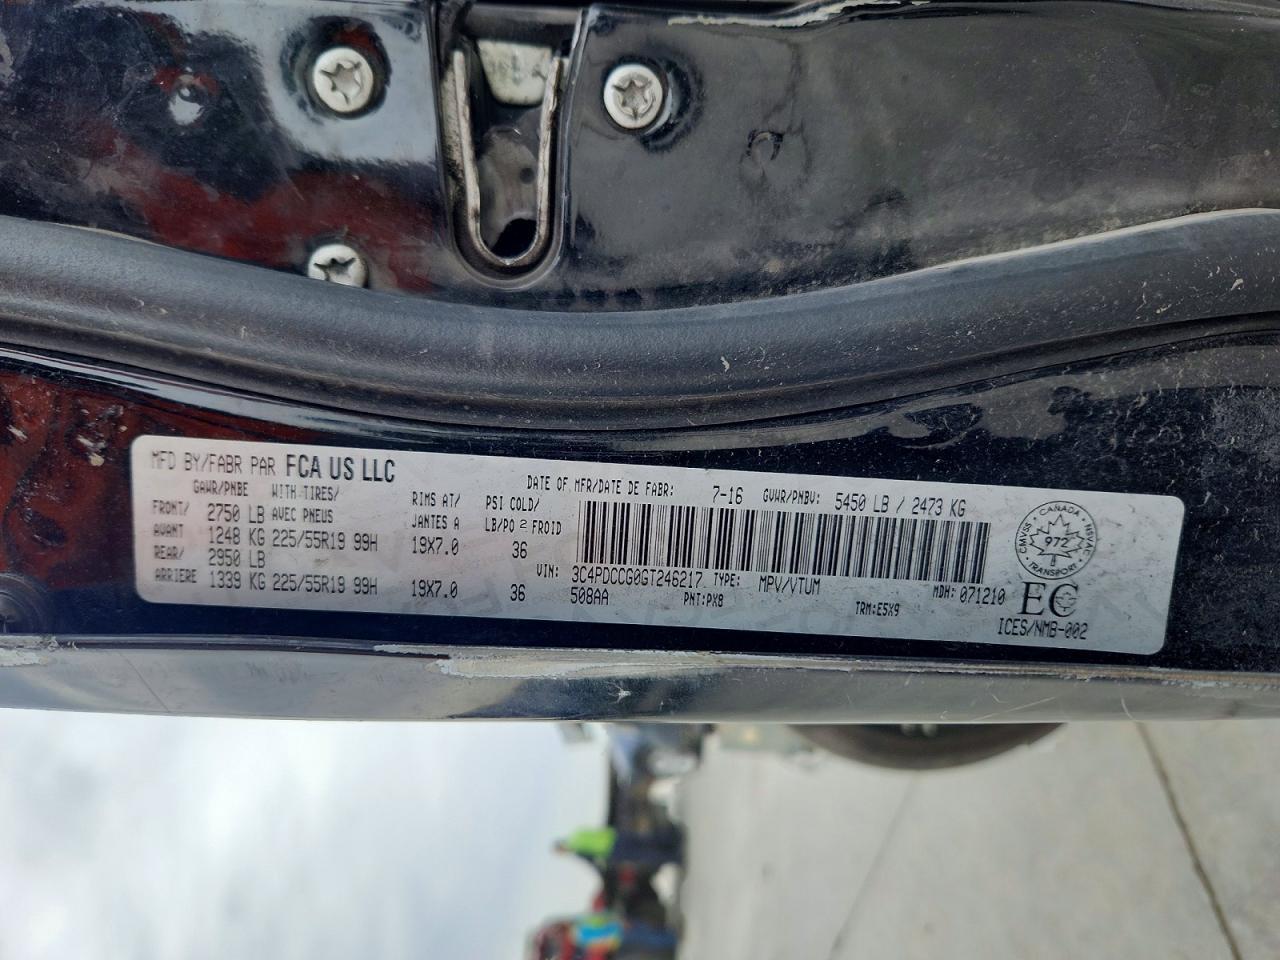 MFD BY/FABR PAR FCA US LLC
DATE OF MFR/DATE DE FABR: 7-16 GVWR/PNBV: 5450 LB / 2473 KG
GAWR/PNBE WITH TIRES/ RIMS AT/ PSI COLD/
FRONT/ 2750 LB AVEC PNEUS JANTES A LB/PO 2 FROID
AVANT 1248 KG 225/55R19 99H 19X7.0 36
REAR/ 2950 LB
ARRIERE 1339 KG 225/55R19 99H 19X7.0 36
VIN: 3C4PDCCG0GT246217 TYPE: MPV/VTUM MDH: 071210
508AA PNT:PX8 TRM:E5X9
CANADA
CMVSS 972 NSVAC
TRANSPORT
EC
ICES/NMB-002